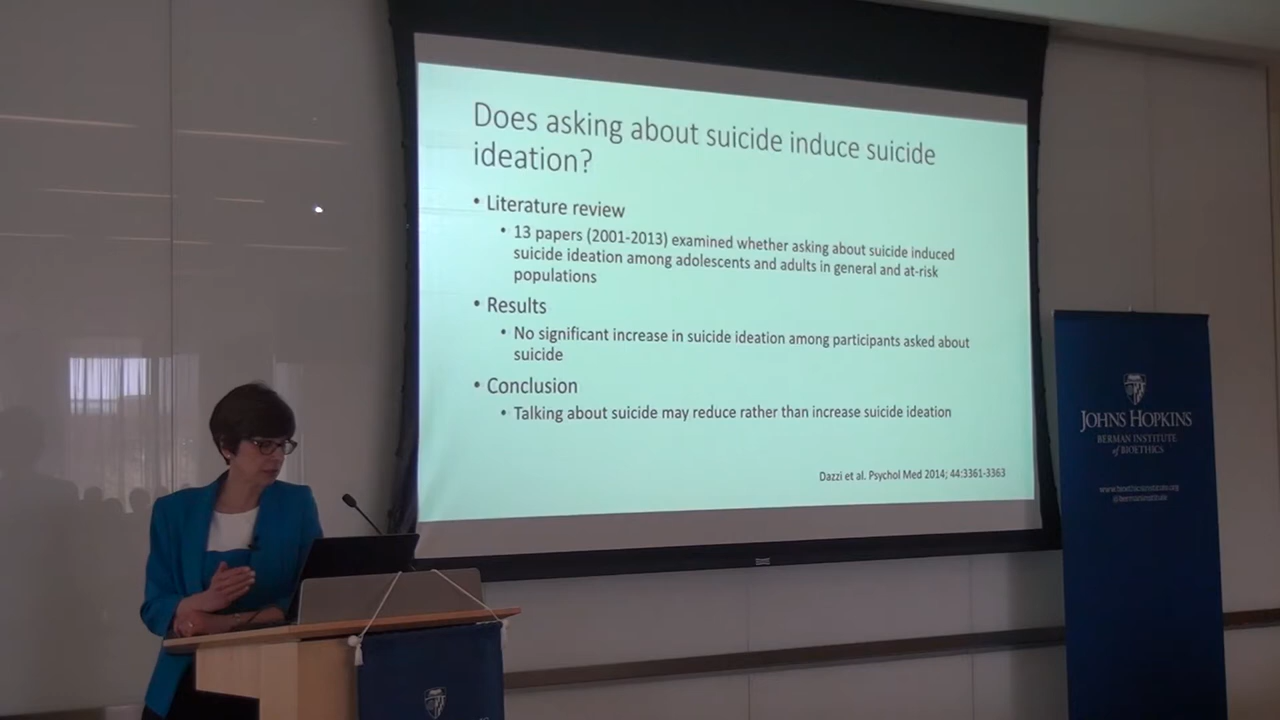 Does asking about suicide induce suicide
ideation?
• Literature review
• 13 papers (2001-2013) examined whether asking about suicide induced
suicide ideation among adolescents and adults in general and at-risk
populations
• Results
• No significant increase in suicide ideation among participants asked about
suicide
• Conclusion
• Talking about suicide may reduce rather than increase suicide ideation
Dazzi et al. Psychol Med 2014; 44:3361-3363
JOHNS HOPKINS
BERMAN INSTITUTE
of BIOETHICS